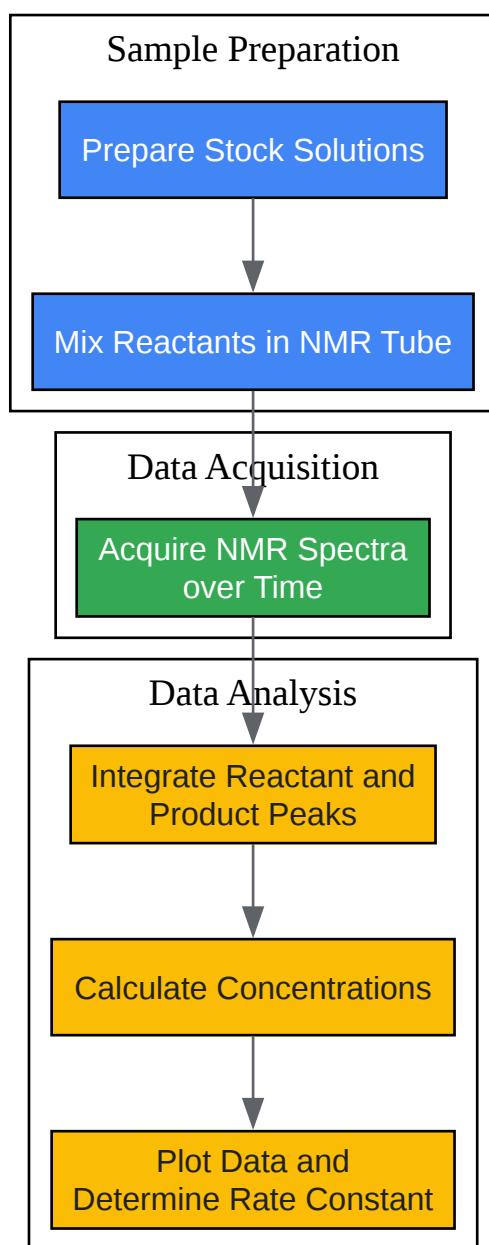 Sample Preparation
Prepare Stock Solutions
Mix Reactants in NMR Tube
Data Acquisition
Acquire NMR Spectra
over Time
Data Analysis
Integrate Reactant and
Product Peaks
Calculate Concentrations
Plot Data and
Determine Rate Constant